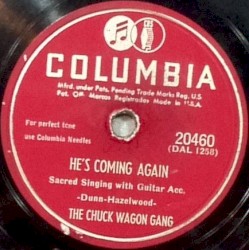 COLUMBIA
Mfrd. under Pats. Pending Trade Marks Reg. U.S
Pat. Off Marcas Registradas Made in U.S.A.
For perfect tone
use Columbia Needles
20460
(DAL 1258)
HE'S COMING AGAIN
Sacred Singing with Guitar Acc.
-Dunn-Hazelwood-
THE CHUCK WAGON GANG